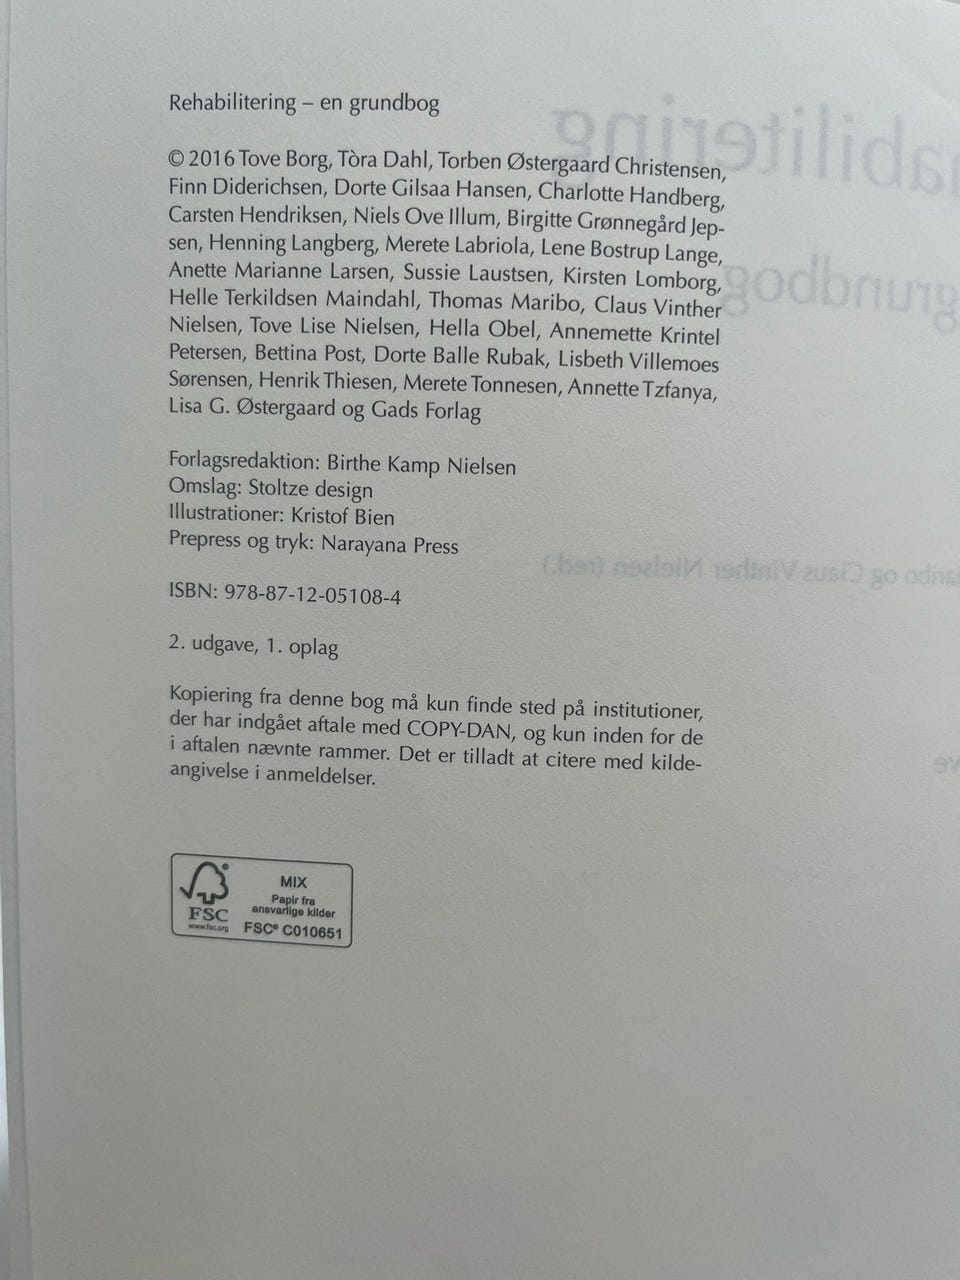 Rehabilitering – en grundbog
© 2016 Tove Borg, Tòra Dahl, Torben Østergaard Christensen,
Finn Diderichsen, Dorte Gilsaa Hansen, Charlotte Handberg,
Carsten Hendriksen, Niels Ove Illum, Birgitte Grønnegård Jep-
sen, Henning Langberg, Merete Labriola, Lene Bostrup Lange,
Anette Marianne Larsen, Sussie Laustsen, Kirsten Lomborg,
Helle Terkildsen Maindahl, Thomas Maribo, Claus Vinther
Nielsen, Tove Lise Nielsen, Hella Obel, Annemette Krintel
Petersen, Bettina Post, Dorte Balle Rubak, Lisbeth Villemoes
Sørensen, Henrik Thiesen, Merete Tonnesen, Annette Tzfanya,
Lisa G. Østergaard og Gads Forlag
Forlagsredaktion: Birthe Kamp Nielsen
Omslag: Stoltze design
Illustrationer: Kristof Bien
Prepress og tryk: Narayana Press
ISBN: 978-87-12-05108-4
2. udgave, 1. oplag
Kopiering fra denne bog må kun finde sted på institutioner,
der har indgået aftale med COPY-DAN, og kun inden for de
i aftalen nævnte rammer. Det er tilladt at citere med kilde-
angivelse i anmeldelser.
FSC
www.fsc.org
MIX
Papir fra
ansvarlige kilder
FSC® C010651